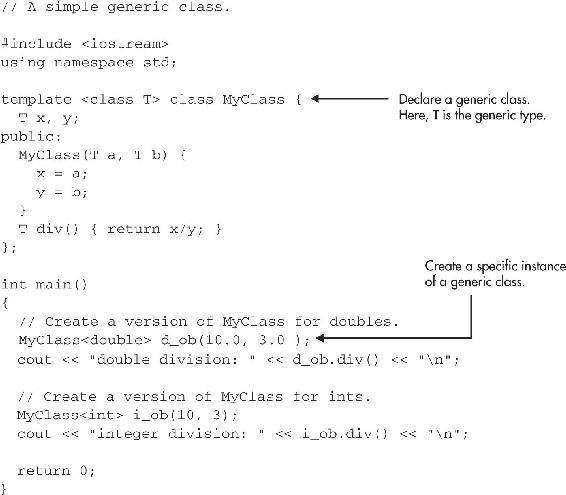 // A simple generic class.
#include <iostream>
using namespace std;
template <class T> class MyClass {
Declare a generic class.
Here, T is the generic type.
T x, y;
public:
MyClass(T a, T b) {
x = a;
y = b;
}
T div() { return x/y; }
};
Create a specific instance
of a generic class.
int main()
{
// Create a version of MyClass for doubles.
MyClass<double> d_ob(10.0, 3.0 );
cout << "double division: " << d_ob.div() << "\n";
// Create a version of MyClass for ints.
MyClass<int> i_ob(10, 3);
cout << "integer division: " << i_ob.div() << "\n";
return 0;
}